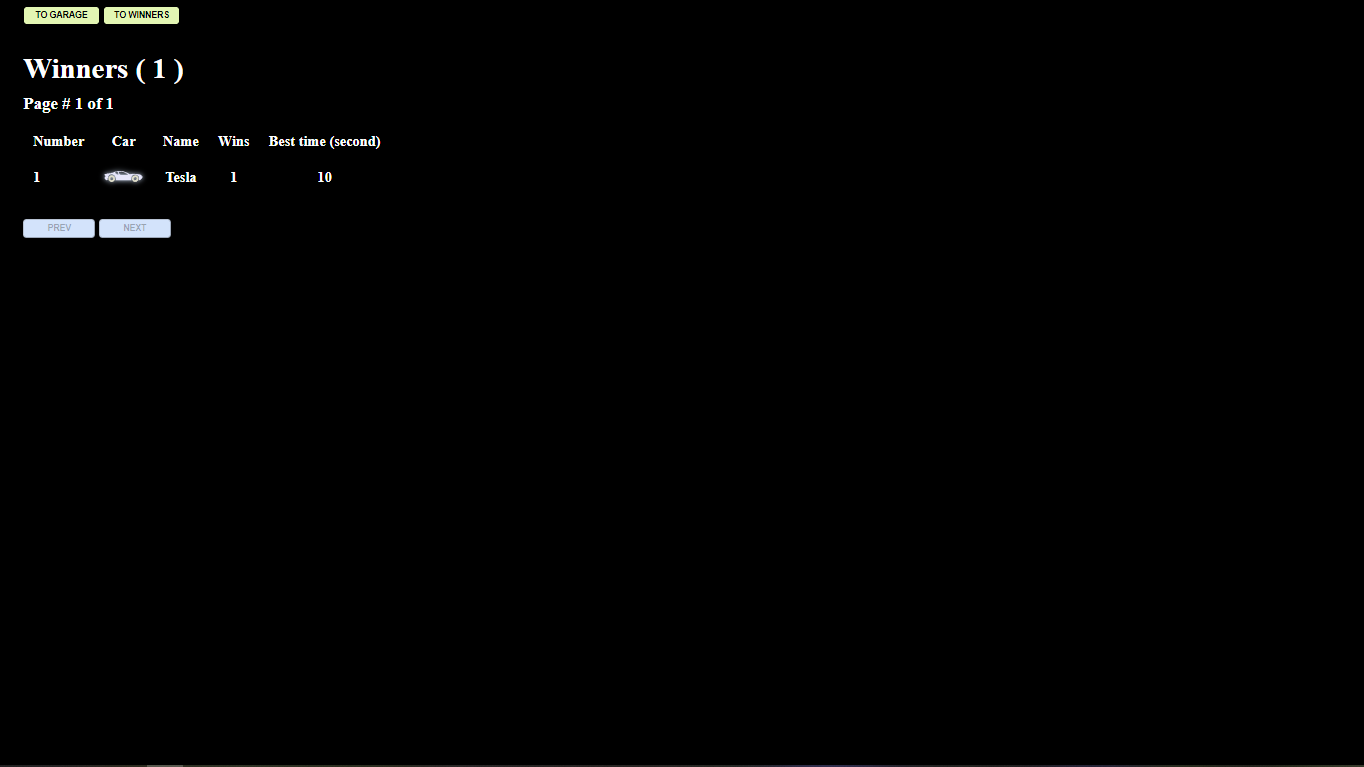 TO GARAGE TO WINNERS
Winners ( 1 )
Page # 1 of 1
Number Car Name Wins Best time (second)
1 Tesla 1 10
PREV NEXT